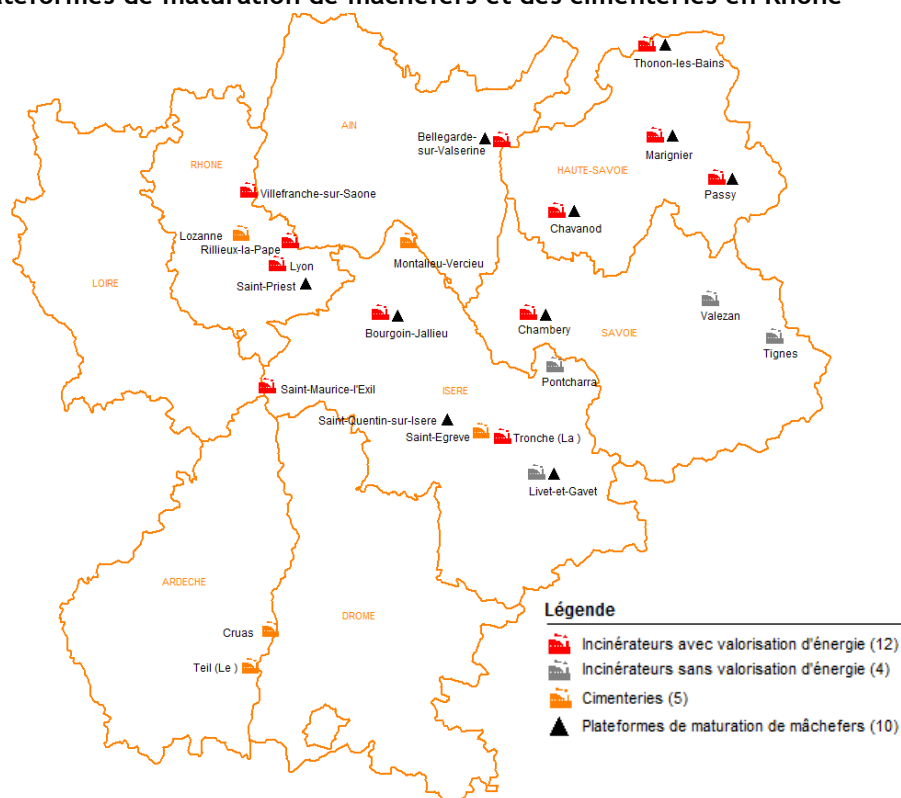 ateformes de maturation de mâchefers et des cimenteries en Rhône
Thonon-les-Bains
AIN
Bellegarde-
sur-Valserine
Marignier
RHONE
HAUTE-SAVOIE
Passy
Villefranche-sur-Saone
Chavanod
Lozanne
Rillieux-la-Pape
Montalieu-Vercieu
Lyon
LOIRE
Saint-Priest
Valezan
Bourgoin-Jallieu
Chambery
SAVOIE
Tignes
Pontcharra
Saint-Maurice-l'Exil
ISERE
Saint-Quentin-sur-Isere
Saint-Egreve
Tronche (La )
Livet-et-Gavet
ARDECHE
DROME
Cruas
Teil (Le )
Légende
Incinérateurs avec valorisation d'énergie (12)
Incinérateurs sans valorisation d'énergie (4)
Cimenteries (5)
Plateformes de maturation de mâchefers (10)